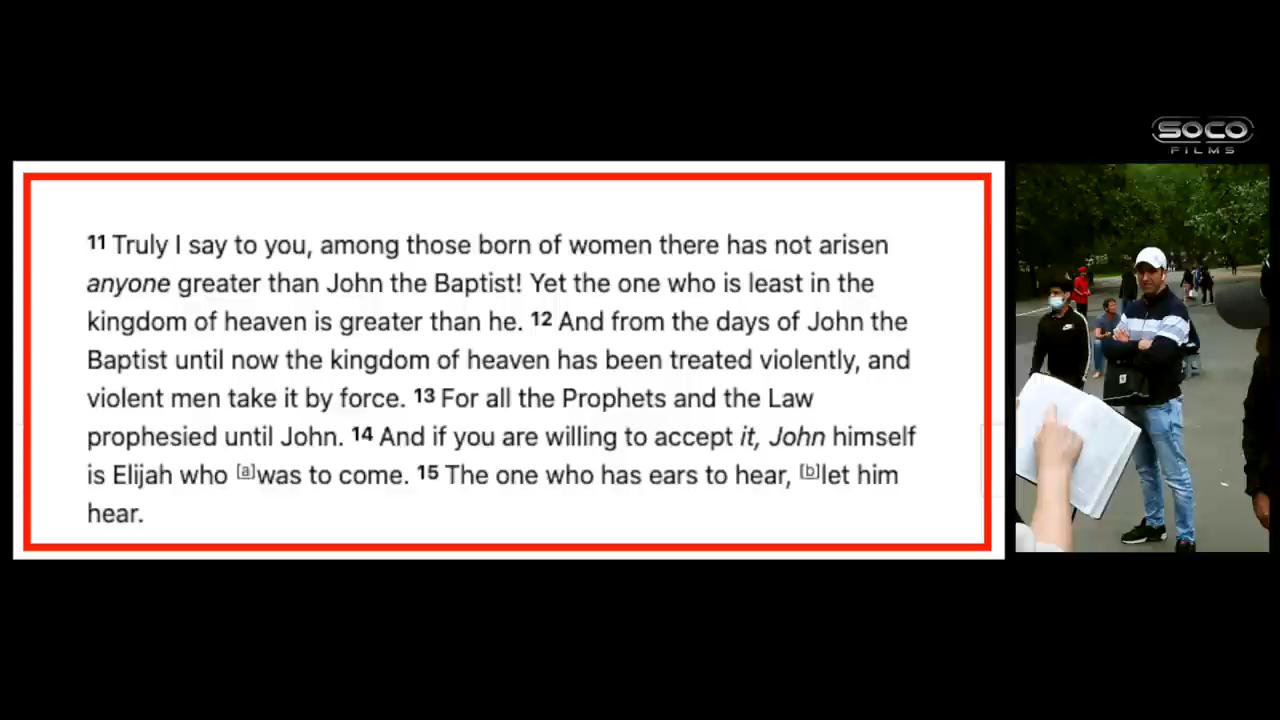 SOCO
FILMS
11 Truly I say to you, among those born of women there has not arisen
anyone greater than John the Baptist! Yet the one who is least in the
kingdom of heaven is greater than he. 12 And from the days of John the
Baptist until now the kingdom of heaven has been treated violently, and
violent men take it by force. 13 For all the Prophets and the Law
prophesied until John. 14 And if you are willing to accept it, John himself
is Elijah who [a]was to come. 15 The one who has ears to hear, [b]let him
hear.